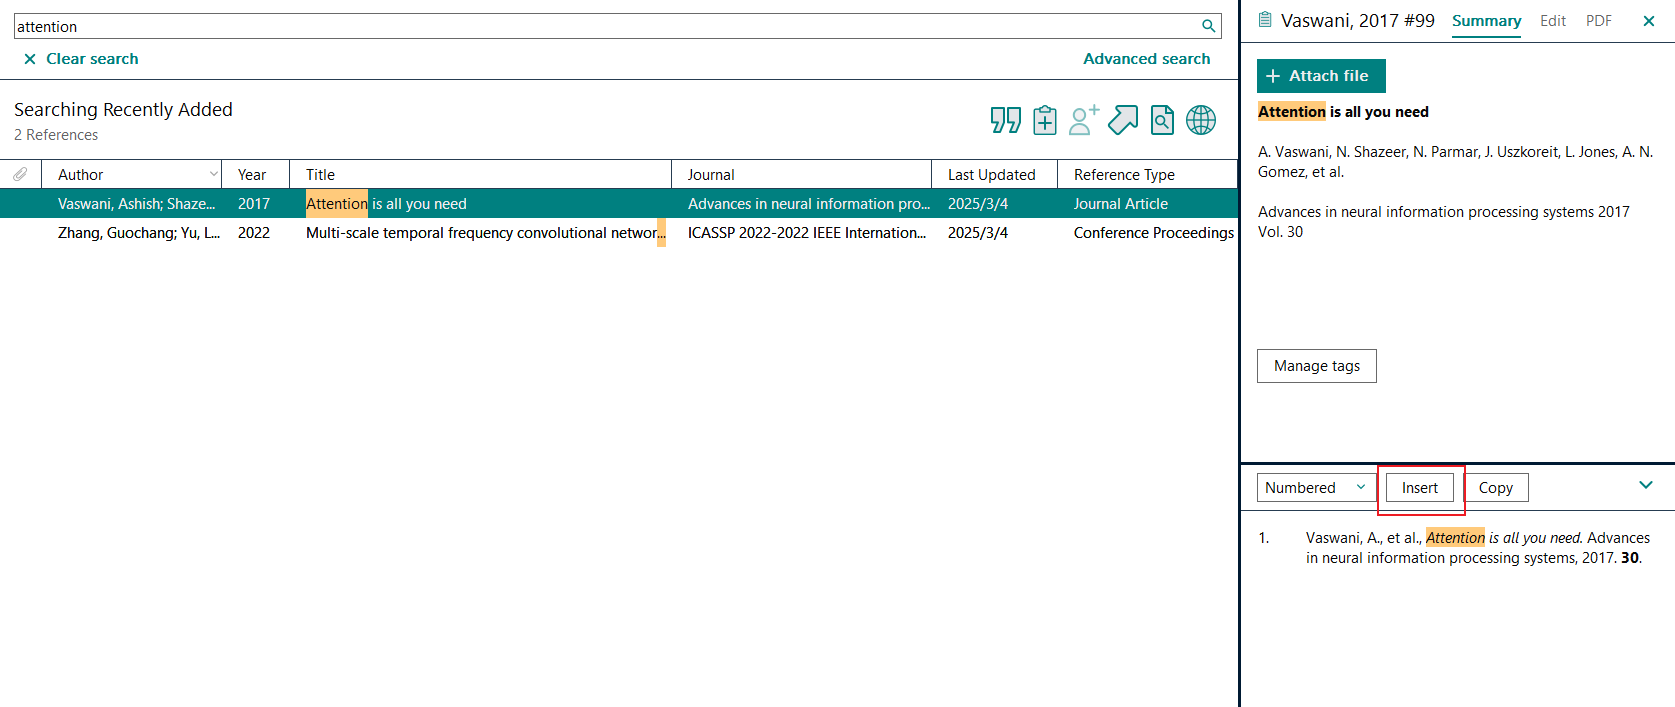 attention
Clear search
Advanced search
Searching Recently Added
2 References
Author Year Title Journal Last Updated Reference Type
Vaswani, Ashish; Shaze... 2017 Attention is all you need Advances in neural information pro... 2025/3/4 Journal Article
Zhang, Guochang; Yu, L... 2022 Multi-scale temporal frequency convolutional networ... ICASSP 2022-2022 IEEE Internation... 2025/3/4 Conference Proceedings
Vaswani, 2017 #99 Summary Edit PDF
Attach file
Attention is all you need
A. Vaswani, N. Shazeer, N. Parmar, J. Uszkoreit, L. Jones, A. N.
Gomez, et al.
Advances in neural information processing systems 2017
Vol. 30
Manage tags
Numbered Insert Copy
1. Vaswani, A., et al., Attention is all you need. Advances
in neural information processing systems, 2017. 30.